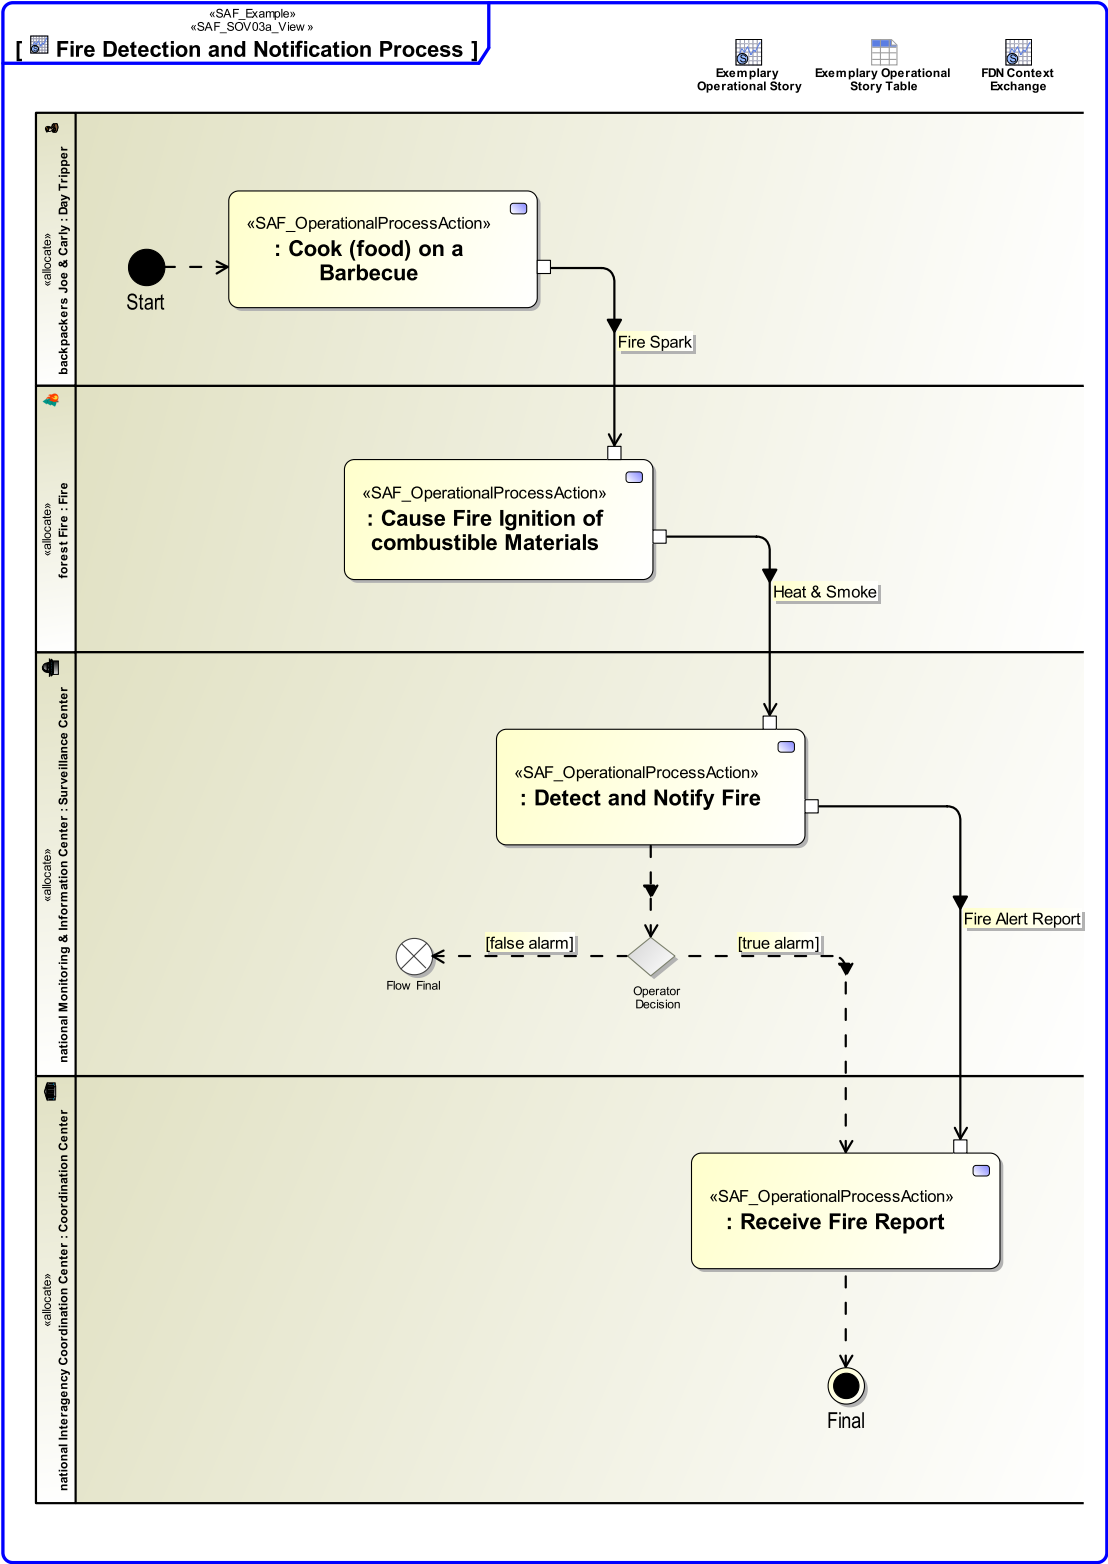 «SAF_Example»
«SAF_SOV03a_View »
[ Fire Detection and Notification Process ]
Exemplary
Operational Story
Exemplary Operational
Story Table
FDN Context
Exchange
«allocate»
backpackers Joe & Carly : Day Tripper
Start
«SAF_OperationalProcessAction»
: Cook (food) on a
Barbecue
Fire Spark
«allocate»
forest Fire : Fire
«SAF_OperationalProcessAction»
: Cause Fire Ignition of
combustible Materials
Heat & Smoke
«allocate»
national Monitoring & Information Center : Surveillance Center
«SAF_OperationalProcessAction»
: Detect and Notify Fire
Fire Alert Report
[false alarm]
[true alarm]
Flow Final
Operator
Decision
«allocate»
national Interagency Coordination Center : Coordination Center
«SAF_OperationalProcessAction»
: Receive Fire Report
Final